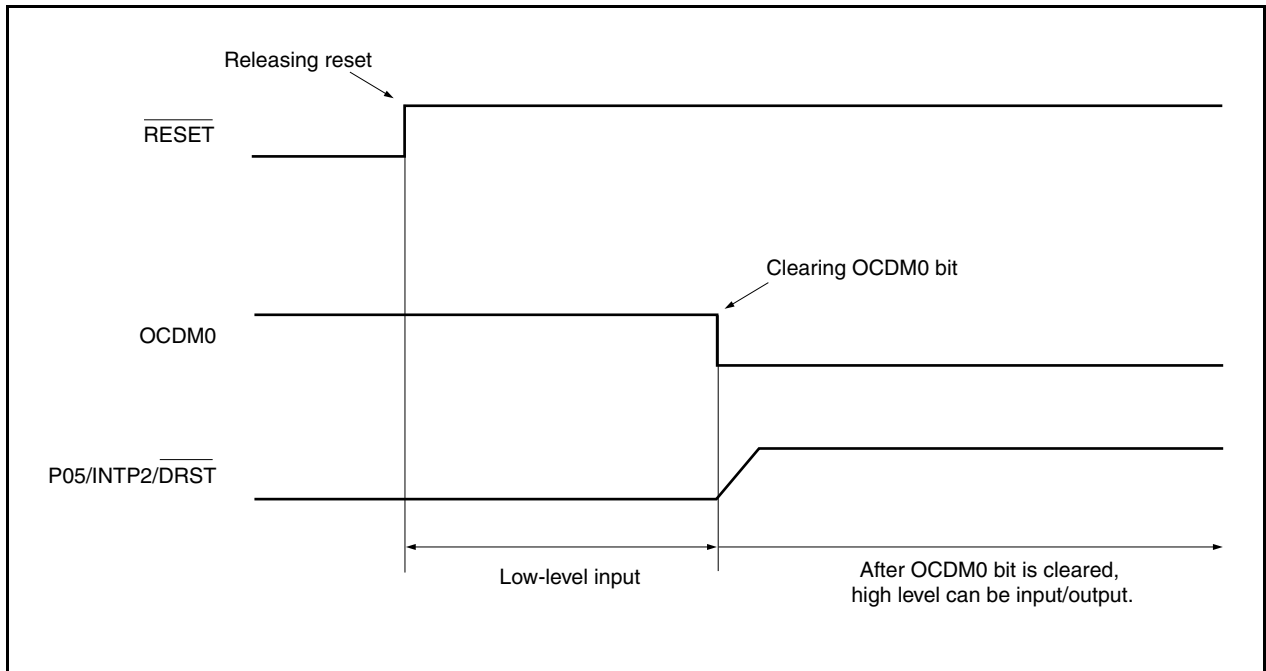 Releasing reset
RESET
Clearing OCDM0 bit
OCDM0
P05/INTP2/DRST
Low-level input
After OCDM0 bit is cleared,
high level can be input/output.